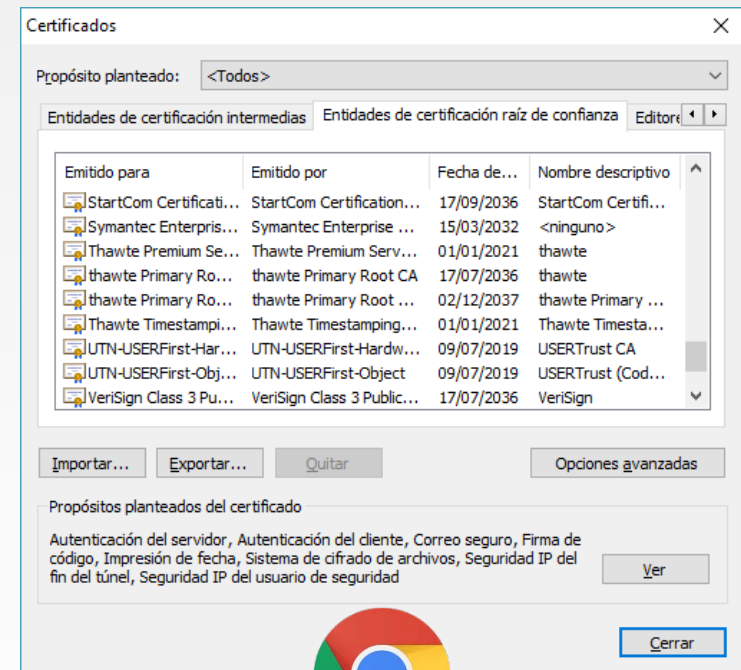 Certificados
Propósito planteado: <Todos>
Entidades de certificación intermedias Entidades de certificación raíz de confianza Editore
Emitido para Emitido por Fecha de... Nombre descriptivo
StartCom Certificati... StartCom Certification... 17/09/2036 StartCom Certifi...
Symantec Enterpris... Symantec Enterprise ... 15/03/2032 <ninguno>
Thawte Premium Se... Thawte Premium Serv... 01/01/2021 thawte
thawte Primary Ro... thawte Primary Root CA 17/07/2036 thawte
thawte Primary Ro... thawte Primary Root ... 02/12/2037 thawte Primary ...
Thawte Timestampi... Thawte Timestamping... 01/01/2021 Thawte Timesta...
UTN-USERFirst-Har... UTN-USERFirst-Hardw... 09/07/2019 USERTrust CA
UTN-USERFirst-Obj... UTN-USERFirst-Object 09/07/2019 USERTrust (Cod...
VeriSign Class 3 Pu... VeriSign Class 3 Public... 17/07/2036 VeriSign
Importar... Exportar... Quitar Opciones avanzadas
Propósitos planteados del certificado
Autenticación del servidor, Autenticación del cliente, Correo seguro, Firma de
código, Impresión de fecha, Sistema de cifrado de archivos, Seguridad IP del
fin del túnel, Seguridad IP del usuario de seguridad
Ver
Cerrar